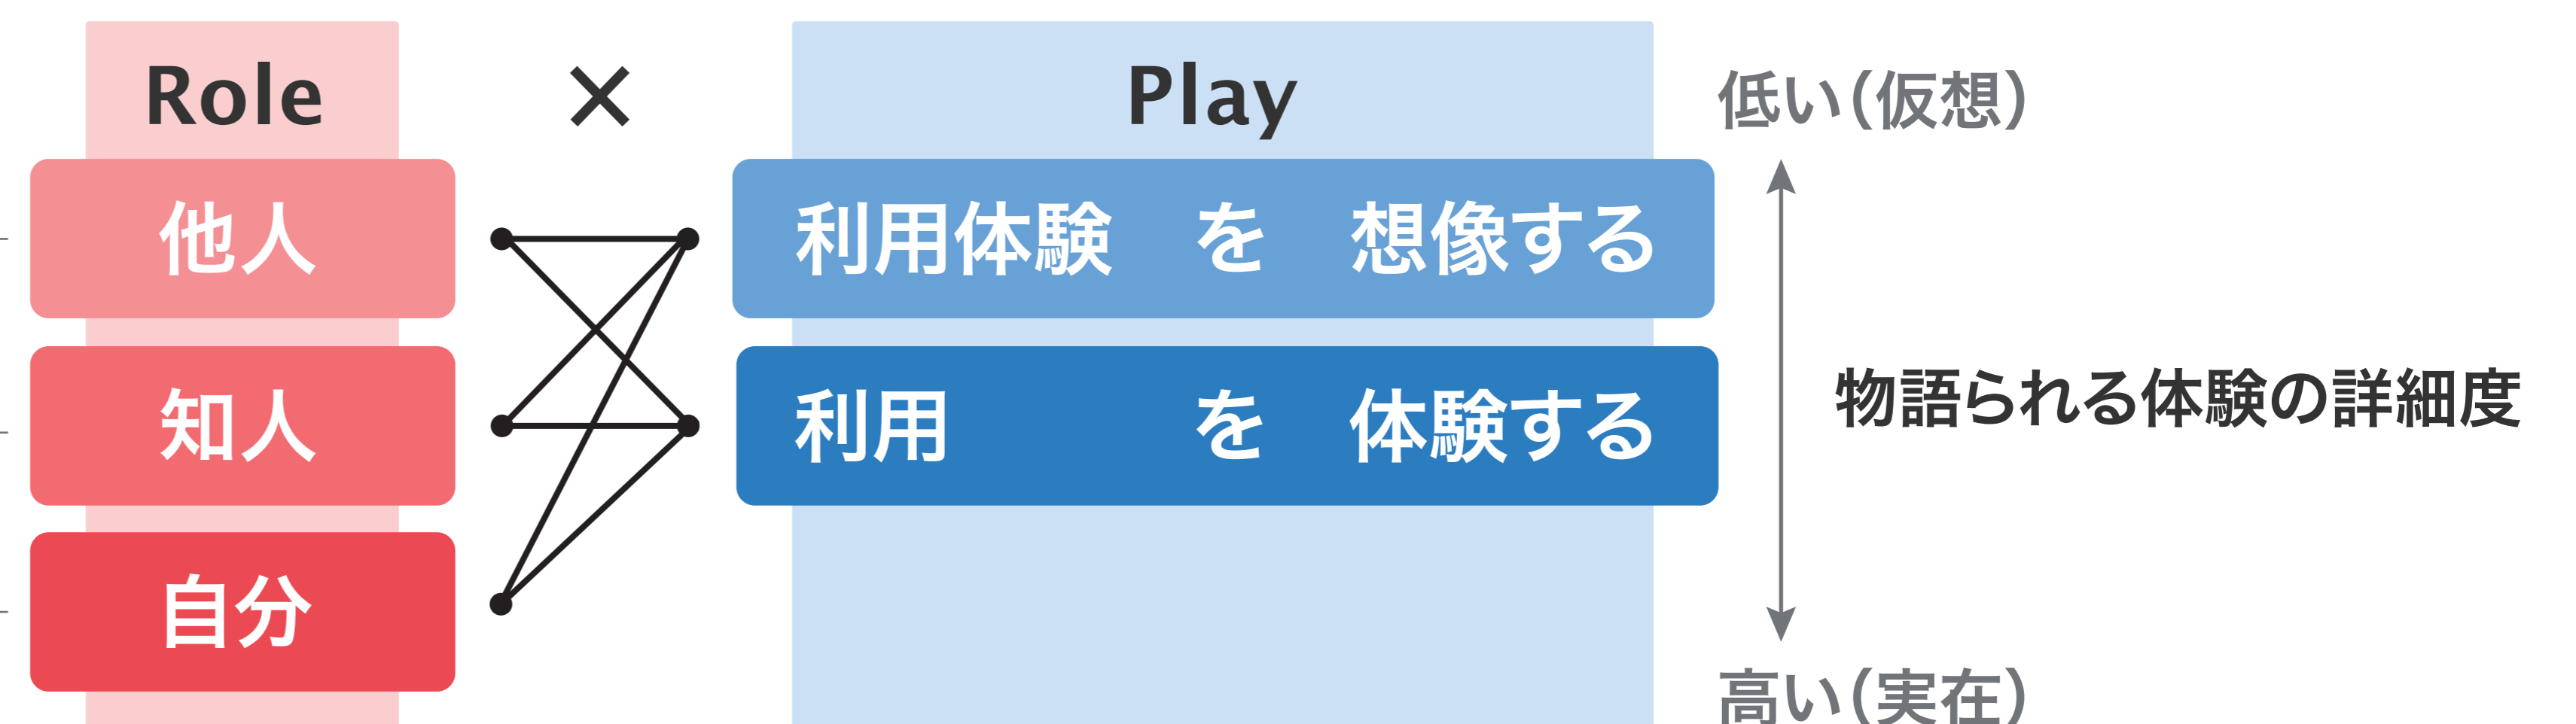 Role × Play
低い（仮想）
他人
利用体験 を 想像する
知人
利用 を 体験する
物語られる体験の詳細度
自分
高い（実在）